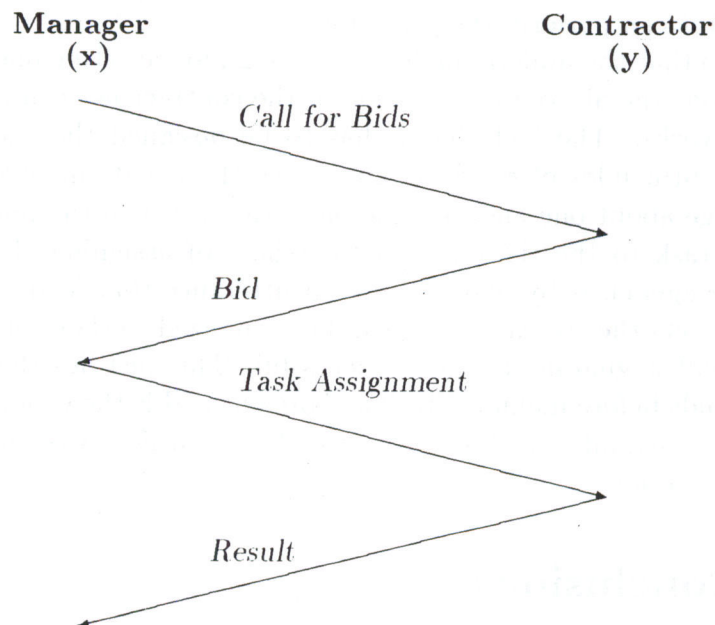 Manager Contractor
(x) (y)
Call for Bids
Bid
Task Assignment
Result